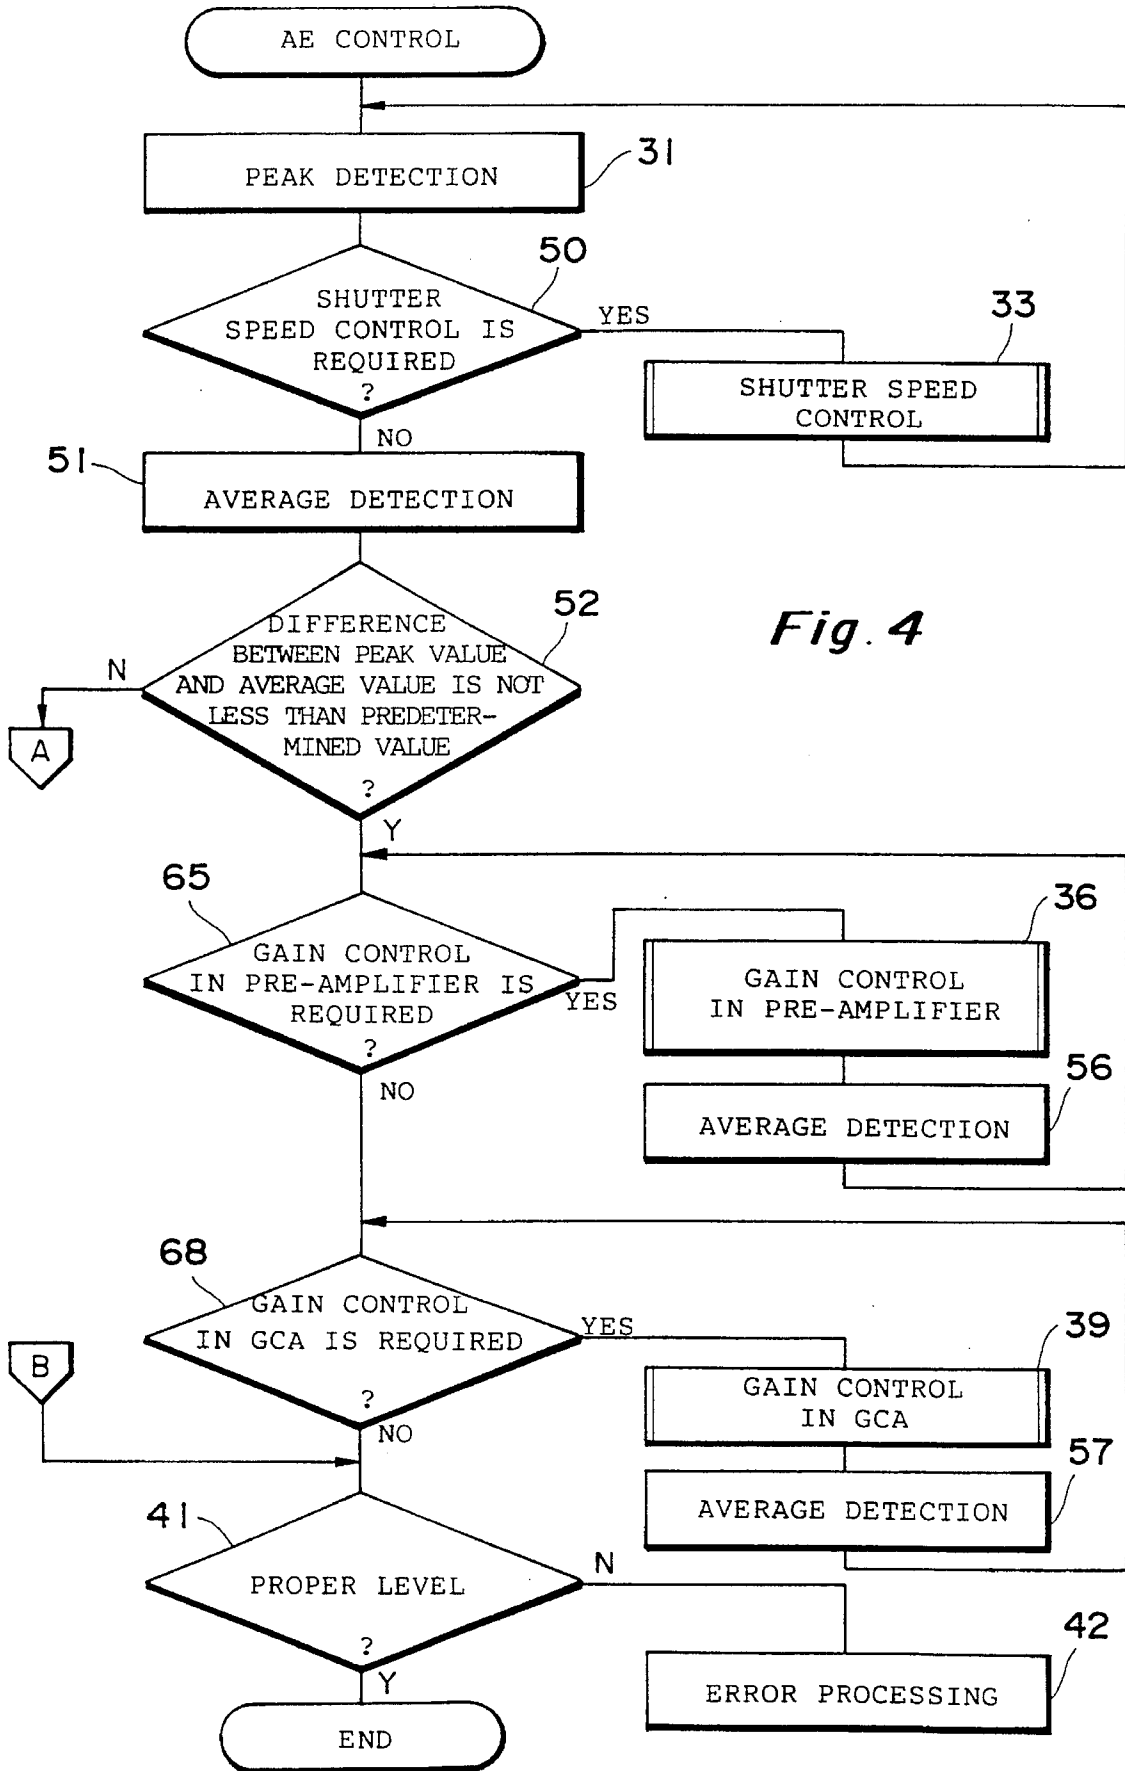 AE CONTROL
PEAK DETECTION
31
50
SHUTTER
SPEED CONTROL IS
REQUIRED
?
YES
33
SHUTTER SPEED
CONTROL
NO
51
AVERAGE DETECTION
Fig. 4
52
DIFFERENCE
BETWEEN PEAK VALUE
AND AVERAGE VALUE IS NOT
LESS THAN PREDETER-
MINED VALUE
?
N
A
Y
65
GAIN CONTROL
IN PRE-AMPLIFIER IS
REQUIRED
?
YES
36
GAIN CONTROL
IN PRE-AMPLIFIER
56
AVERAGE DETECTION
NO
68
GAIN CONTROL
IN GCA IS REQUIRED
?
YES
39
GAIN CONTROL
IN GCA
57
AVERAGE DETECTION
NO
B
41
PROPER LEVEL
?
N
42
ERROR PROCESSING
Y
END